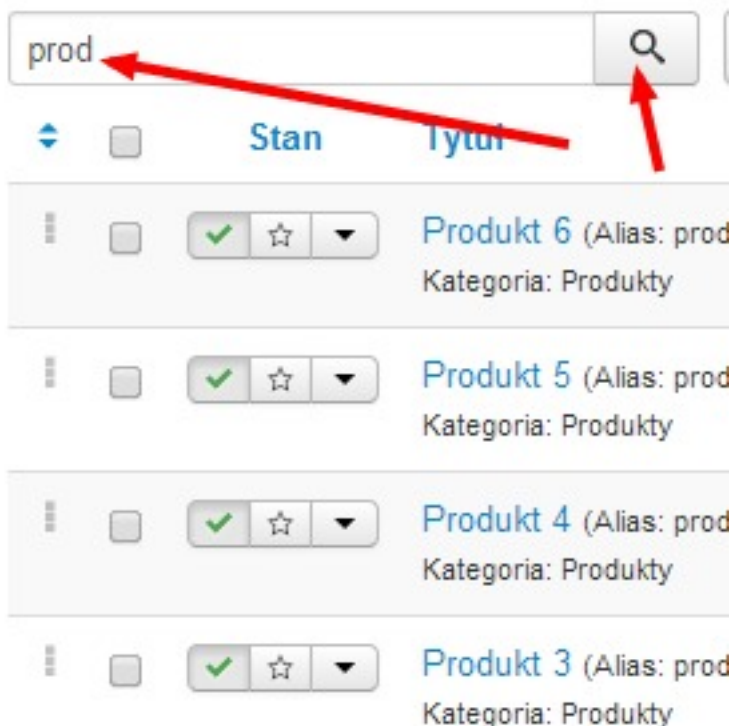 prod
Stan Tytuł
Produkt 6 (Alias: prod
Kategoria: Produkty
Produkt 5 (Alias: prod
Kategoria: Produkty
Produkt 4 (Alias: prod
Kategoria: Produkty
Produkt 3 (Alias: prod
Kategoria: Produkty